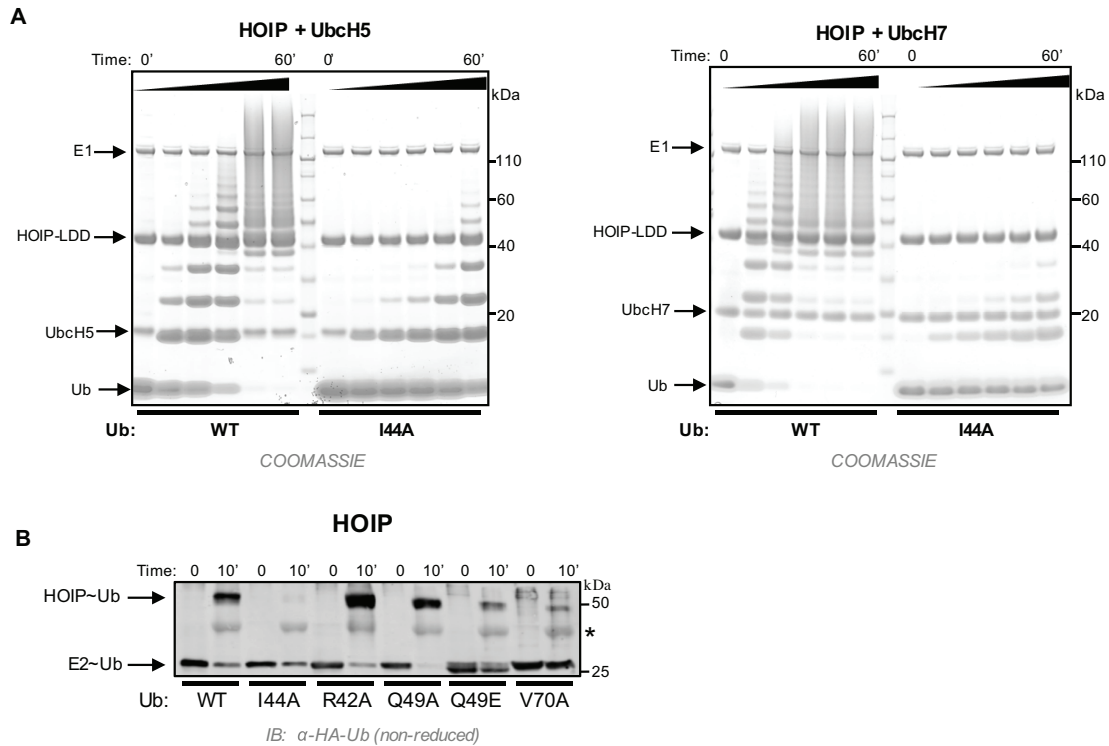 A
HOIP + UbcH5
Time: 0' 60' 0' 60'
kDa
E1
110
60
HOIP-LDD
40
20
UbcH5
Ub
Ub: WT I44A
COOMASSIE
HOIP + UbcH7
Time: 0 60' 0 60'
kDa
E1
110
60
HOIP-LDD
40
UbcH7
20
Ub
Ub: WT I44A
COOMASSIE
B
HOIP
Time: 0 10' 0 10' 0 10' 0 10' 0 10' 0 10'
kDa
HOIP~Ub
50
*
E2~Ub
25
Ub: WT I44A R42A Q49A Q49E V70A
IB: α-HA-Ub (non-reduced)